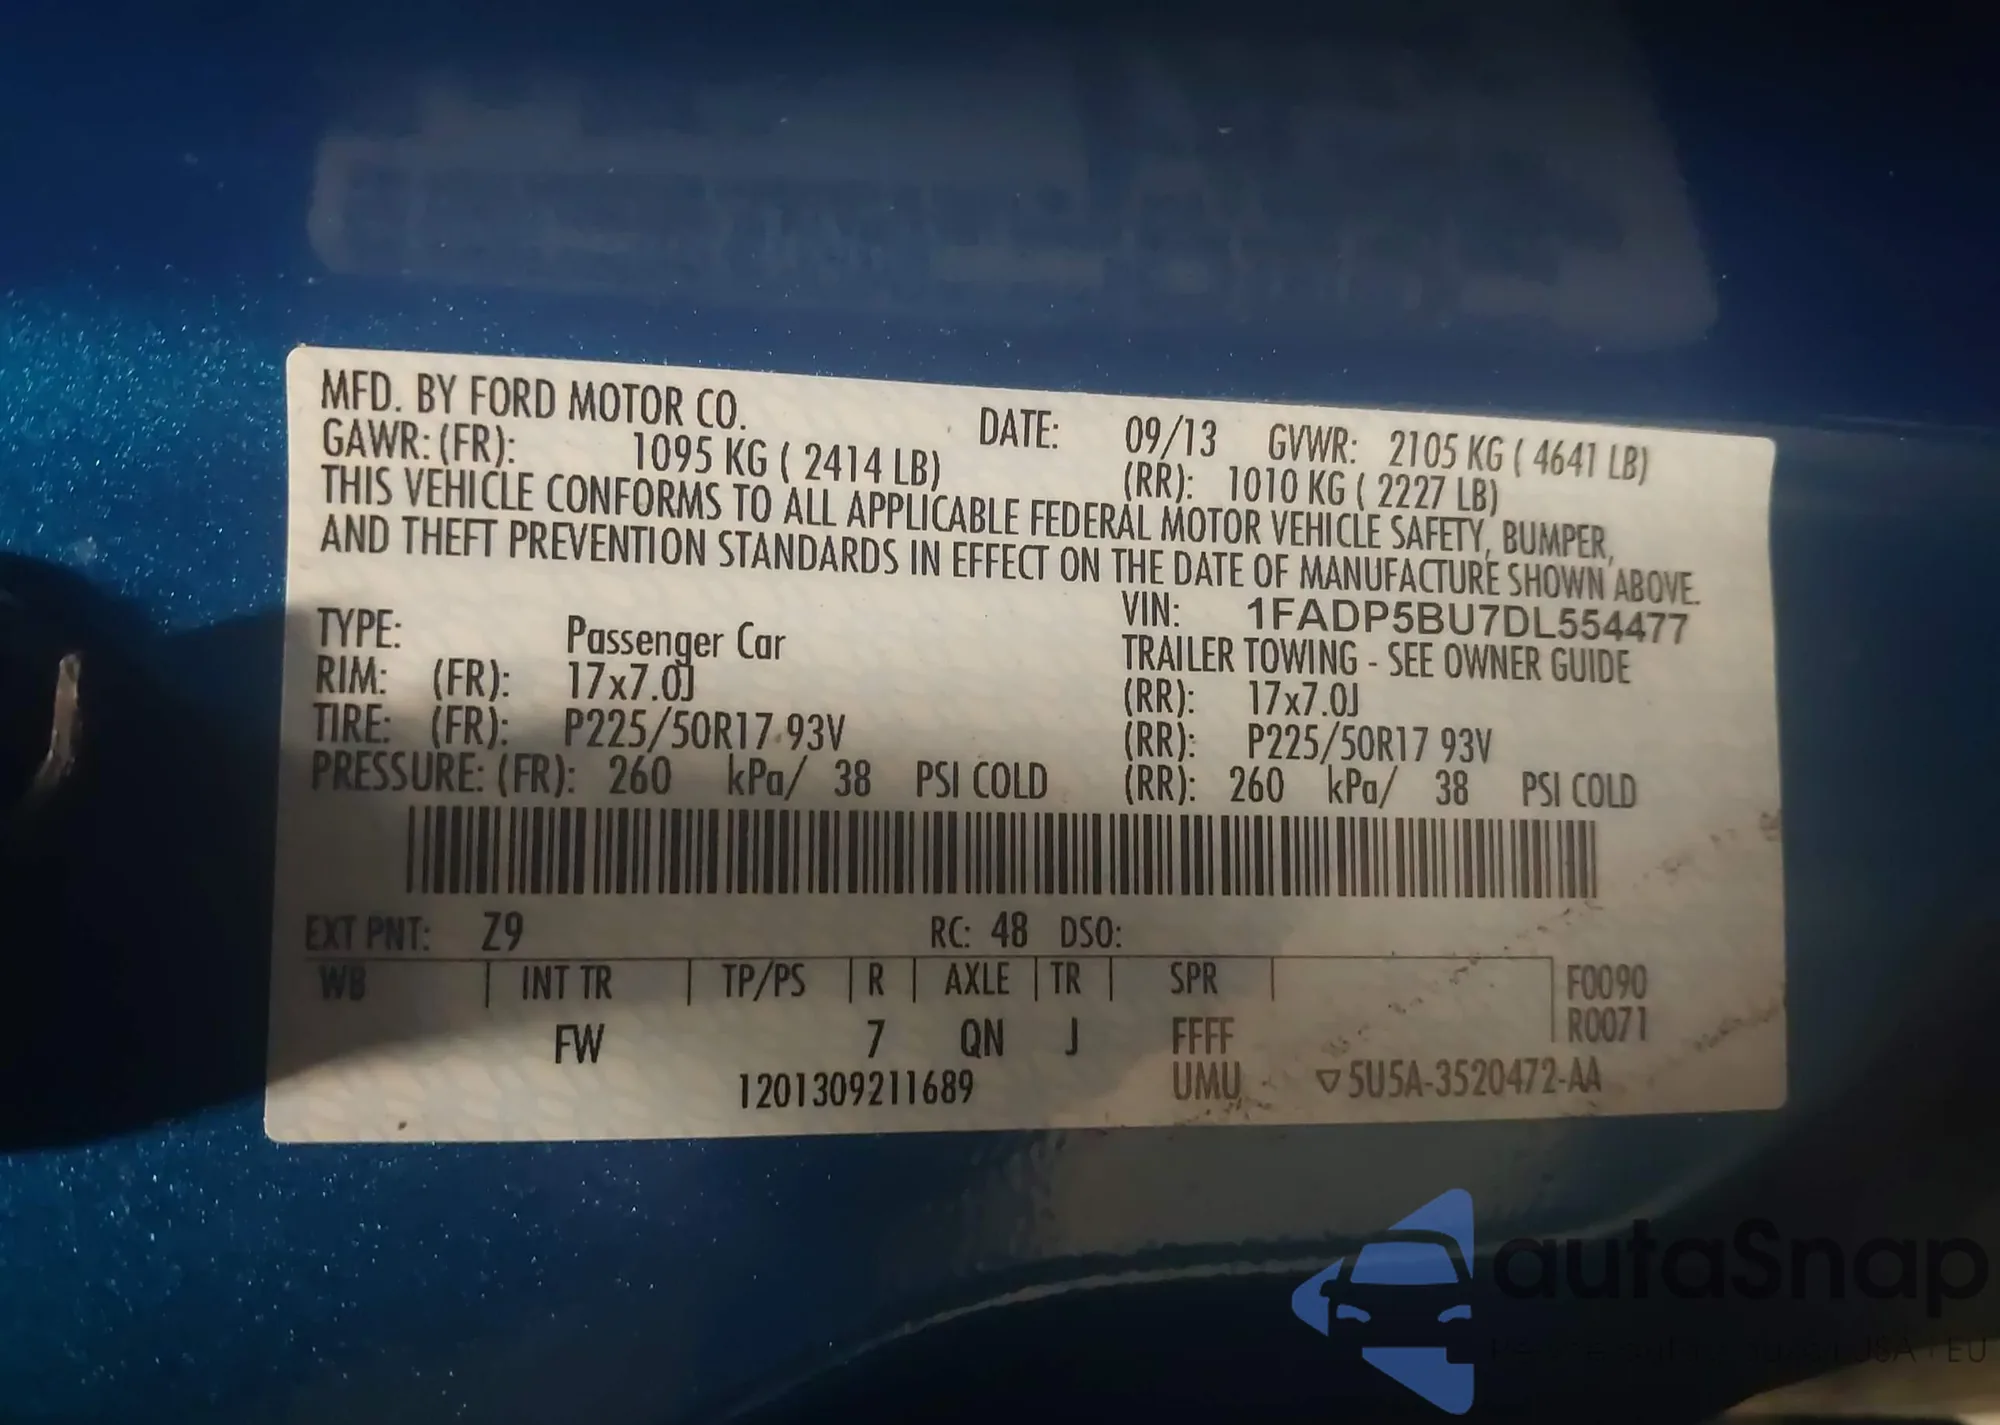 MFD. BY FORD MOTOR CO. DATE: 09/13 GVWR: 2105 KG ( 4641 LB)
GAWR: (FR): 1095 KG ( 2414 LB) (RR): 1010 KG ( 2227 LB)
THIS VEHICLE CONFORMS TO ALL APPLICABLE FEDERAL MOTOR VEHICLE SAFETY, BUMPER,
AND THEFT PREVENTION STANDARDS IN EFFECT ON THE DATE OF MANUFACTURE SHOWN ABOVE.
VIN: 1FADP5BU7DL554477
TYPE: Passenger Car TRAILER TOWING - SEE OWNER GUIDE
RIM: (FR): 17x7.0J (RR): 17x7.0J
TIRE: (FR): P225/50R17 93V (RR): P225/50R17 93V
PRESSURE: (FR): 260 kPa/ 38 PSI COLD (RR): 260 kPa/ 38 PSI COLD
EXT PNT: Z9 RC: 48 DSO:
WB | INT TR | TP/PS | R | AXLE | TR | SPR | F0090
FW 7 QN J FFFF R0071
1201309211689 UMU ▽5U5A-3520472-AA
autaSnap
USA EU